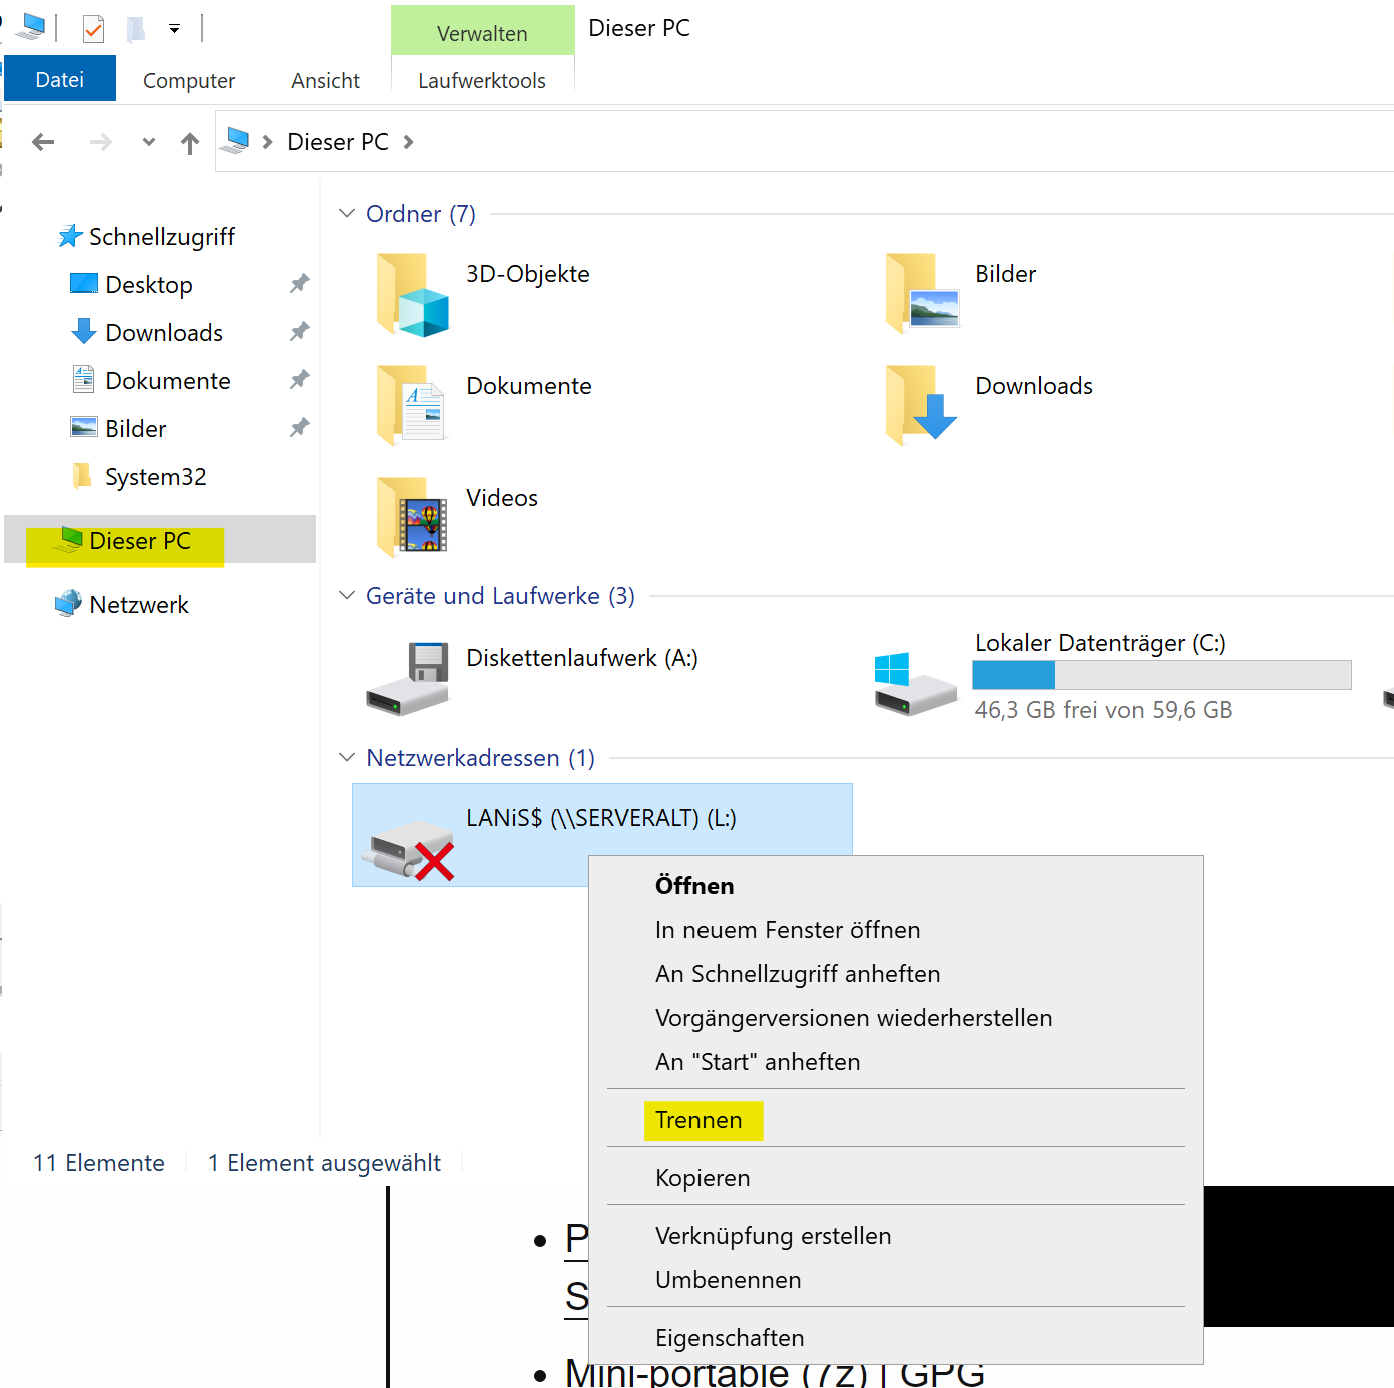 Verwalten
Dieser PC
Datei
Computer
Ansicht
Laufwerktools
Dieser PC
Schnellzugriff
Desktop
Downloads
Dokumente
Bilder
System32
Dieser PC
Netzwerk
Ordner (7)
3D-Objekte
Bilder
Dokumente
Downloads
Videos
Geräte und Laufwerke (3)
Diskettenlaufwerk (A:)
Lokaler Datenträger (C:)
46,3 GB frei von 59,6 GB
Netzwerkadressen (1)
LANiS$ (\\SERVERALT) (L:)
Öffnen
In neuem Fenster öffnen
An Schnellzugriff anheften
Vorgängerversionen wiederherstellen
An "Start" anheften
Trennen
Kopieren
Verknüpfung erstellen
Umbenennen
Eigenschaften
11 Elemente
1 Element ausgewählt
Mini-portable (7z) | GPG